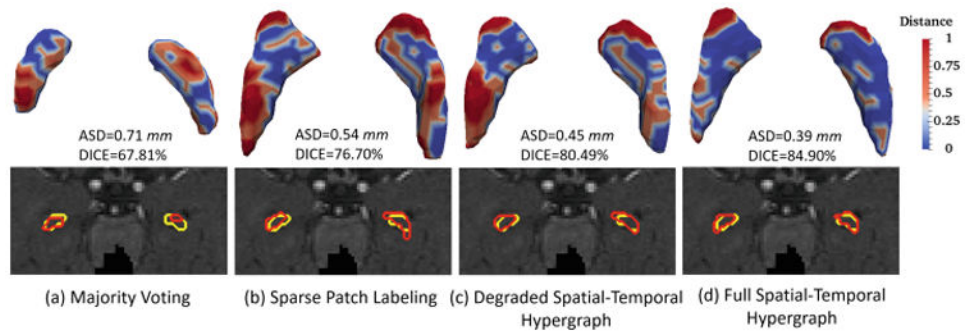 Distance
1
0.75
0.5
0.25
0
ASD=0.71 mm
DICE=67.81%
ASD=0.54 mm
DICE=76.70%
ASD=0.45 mm
DICE=80.49%
ASD=0.39 mm
DICE=84.90%
(a) Majority Voting
(b) Sparse Patch Labeling
(c) Degraded Spatial-Temporal
Hypergraph
(d) Full Spatial-Temporal
Hypergraph